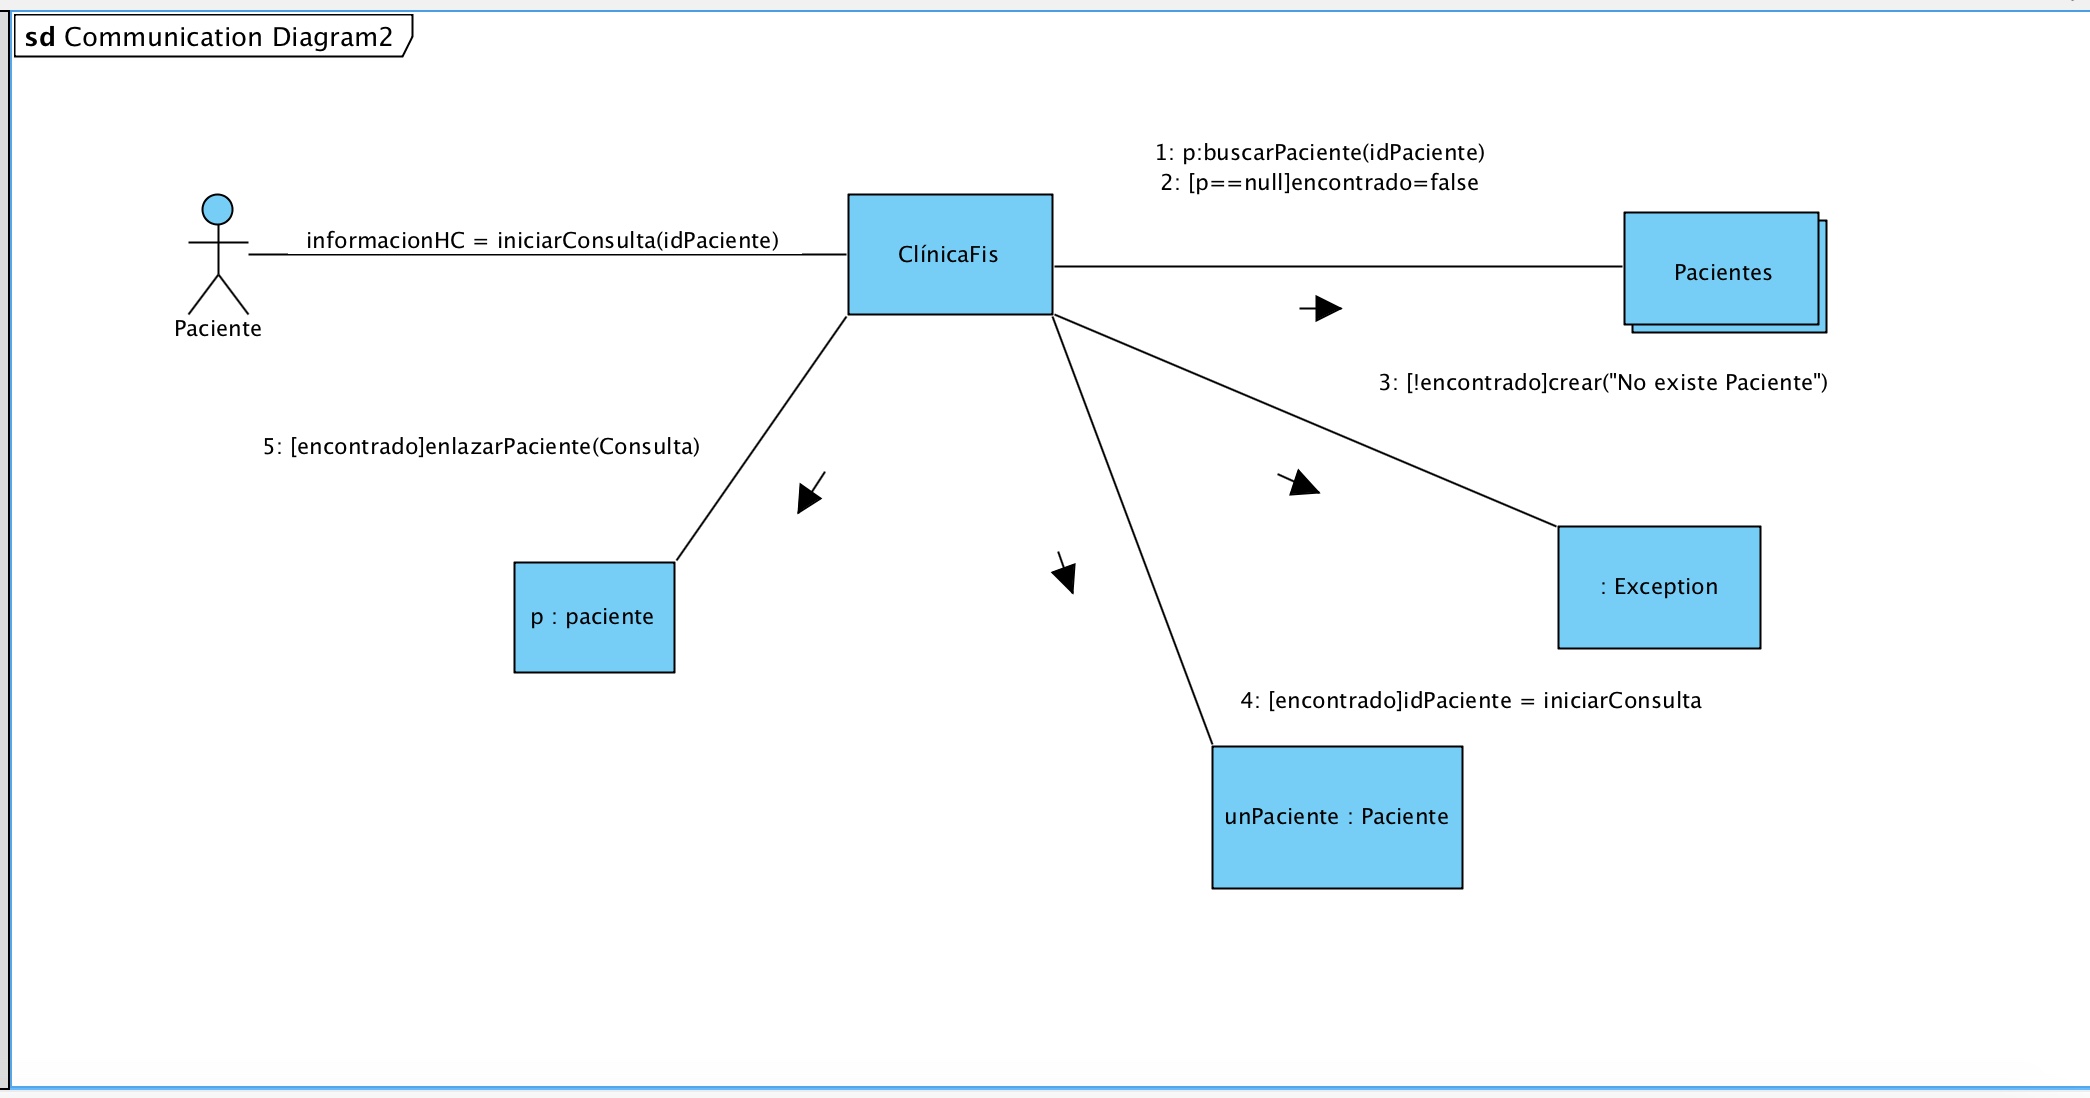 sd Communication Diagram2
1: p:buscarPaciente(idPaciente)
2: [p==null]encontrado=false
informacionHC = iniciarConsulta(idPaciente)
ClínicaFis
Pacientes
Paciente
3: [!encontrado]crear("No existe Paciente")
5: [encontrado]enlazarPaciente(Consulta)
: Exception
p : paciente
4: [encontrado]idPaciente = iniciarConsulta
unPaciente : Paciente